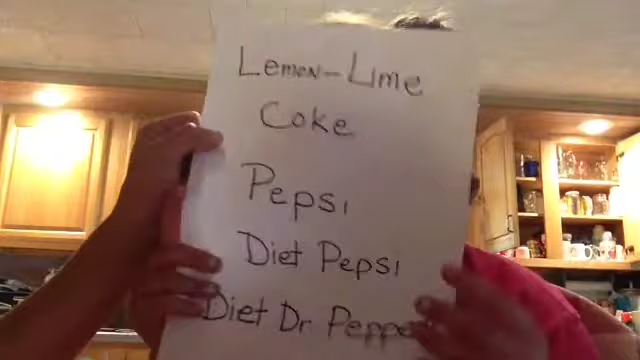 Lemon-Lime
Coke
Pepsi
Diet Pepsi
Diet Dr Pepper